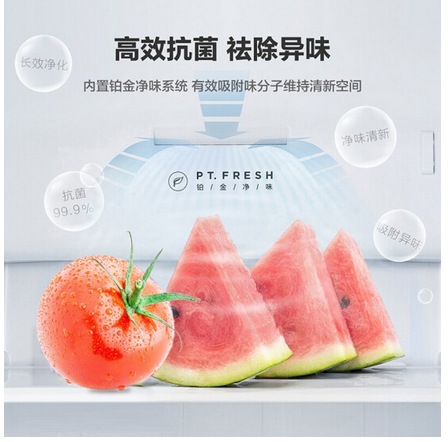 高效抗菌 祛除异味
内置铂金净味系统 有效吸附味分子维持清新空间
长效净化
净味清新
PT.FRESH
铂/金/净/味
抗菌
99.9%
吸附异味